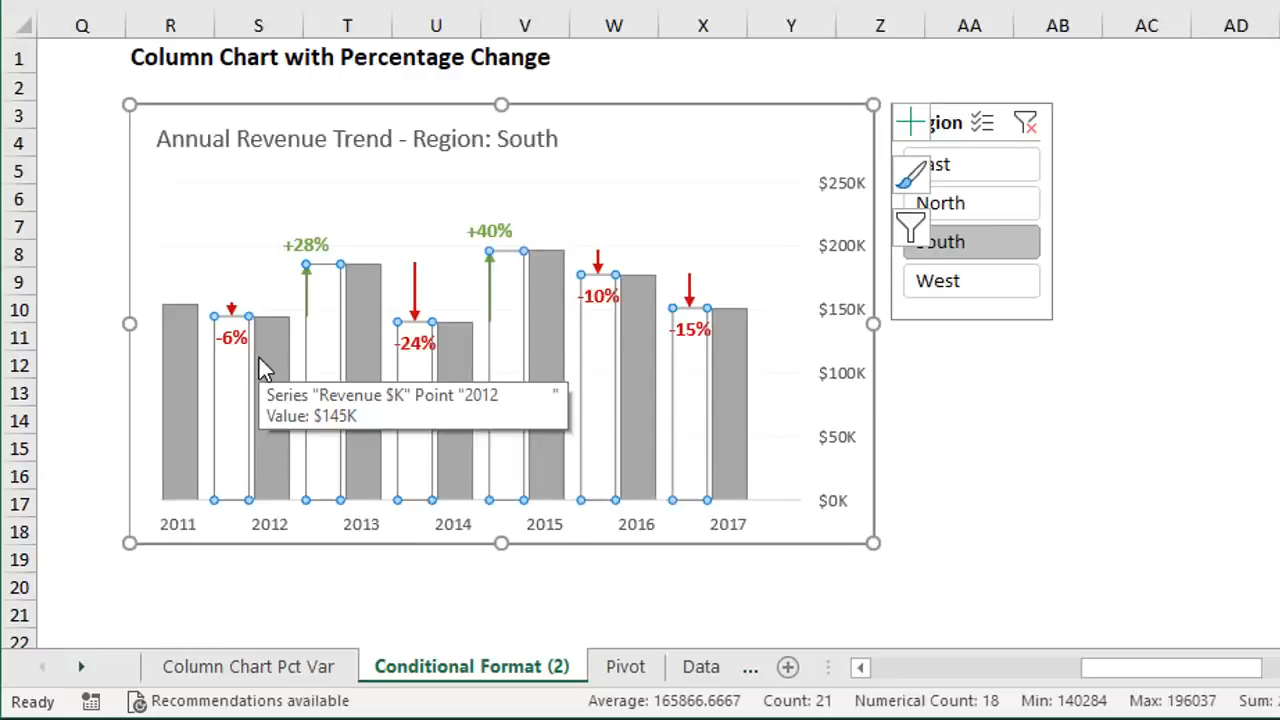 Q R S T U V W X Y Z AA AB AC AD
1 Column Chart with Percentage Change
2
3
4
5
6
7
8
9
10
11
12
13
14
15
16
17
18
19
20
21
22
Annual Revenue Trend - Region: South
$250K
$200K
$150K
$100K
$50K
$0K
-6%
+28%
-24%
+40%
-10%
-15%
Series "Revenue $K" Point "2012 "
Value: $145K
2011 2012 2013 2014 2015 2016 2017
gion
ast
North
outh
West
Column Chart Pct Var Conditional Format (2) Pivot Data ...
Ready Recommendations available Average: 165866.6667 Count: 21 Numerical Count: 18 Min: 140284 Max: 196037 Sum: